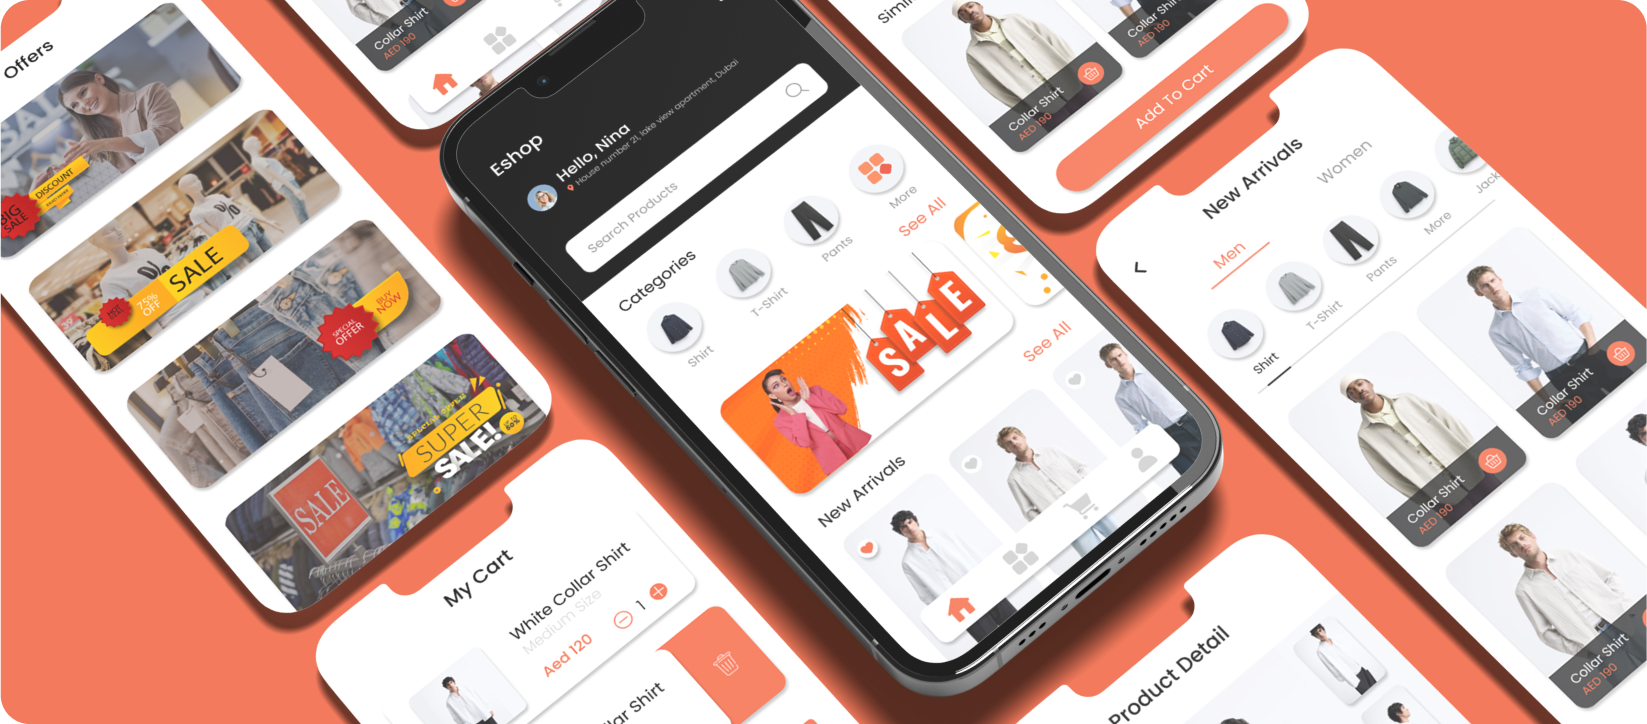 Offers
BIG
SALE
DISCOUNT
SALE
75%
OFF
SPECIAL
OFFER
BUY
NOW
SALE
SUPER
SALE!
60%
Collar Shirt
AED 190
My Cart
White Collar Shirt
Medium Size
Aed 120
1
lar Shirt
Eshop
Hello, Nina
House number 21, lake view apartment, Dubai
Search Products
Categories
Shirt
T-Shirt
Pants
More
See All
SALE
See All
New Arrivals
Simi
Collar Shirt
AED 190
Collar Shirt
AED 190
Add To Cart
New Arrivals
Men
Women
Shirt
T-Shirt
Pants
More
Jack
Collar Shirt
AED 190
Collar Shirt
AED 190
Collar Shirt
AED 190
Product Detail